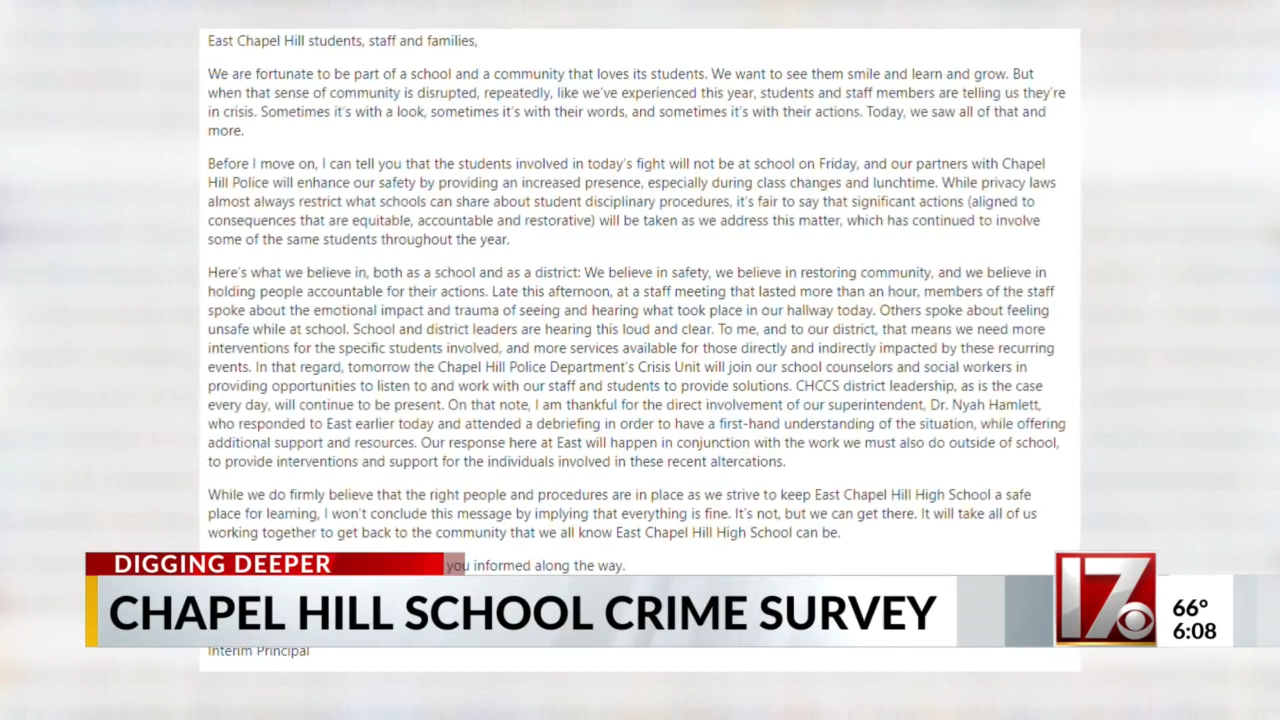 East Chapel Hill students, staff and families,
We are fortunate to be part of a school and a community that loves its students. We want to see them smile and learn and grow. But
when that sense of community is disrupted, repeatedly, like we've experienced this year, students and staff members are telling us they're
in crisis. Sometimes it's with a look, sometimes it's with their words, and sometimes it's with their actions. Today, we saw all of that and
more.
Before I move on, I can tell you that the students involved in today's fight will not be at school on Friday, and our partners with Chapel
Hill Police will enhance our safety by providing an increased presence, especially during class changes and lunchtime. While privacy laws
almost always restrict what schools can share about student disciplinary procedures, it's fair to say that significant actions (aligned to
consequences that are equitable, accountable and restorative) will be taken as we address this matter, which has continued to involve
some of the same students throughout the year.
Here's what we believe in, both as a school and as a district: We believe in safety, we believe in restoring community, and we believe in
holding people accountable for their actions. Late this afternoon, at a staff meeting that lasted more than an hour, members of the staff
spoke about the emotional impact and trauma of seeing and hearing what took place in our hallway today. Others spoke about feeling
unsafe while at school. School and district leaders are hearing this loud and clear. To me, and to our district, that means we need more
interventions for the specific students involved, and more services available for those directly and indirectly impacted by these recurring
events. In that regard, tomorrow the Chapel Hill Police Department's Crisis Unit will join our school counselors and social workers in
providing opportunities to listen to and work with our staff and students to provide solutions. CHCCS district leadership, as is the case
every day, will continue to be present. On that note, I am thankful for the direct involvement of our superintendent, Dr. Nyah Hamlett,
who responded to East earlier today and attended a debriefing in order to have a first-hand understanding of the situation, while offering
additional support and resources. Our response here at East will happen in conjunction with the work we must also do outside of school,
to provide interventions and support for the individuals involved in these recent altercations.
While we do firmly believe that the right people and procedures are in place as we strive to keep East Chapel Hill High School a safe
place for learning, I won't conclude this message by implying that everything is fine. It's not, but we can get there. It will take all of us
working together to get back to the community that we all know East Chapel Hill High School can be.
you informed along the way.
DIGGING DEEPER
CHAPEL HILL SCHOOL CRIME SURVEY
17
66°
6:08
Interim Principal